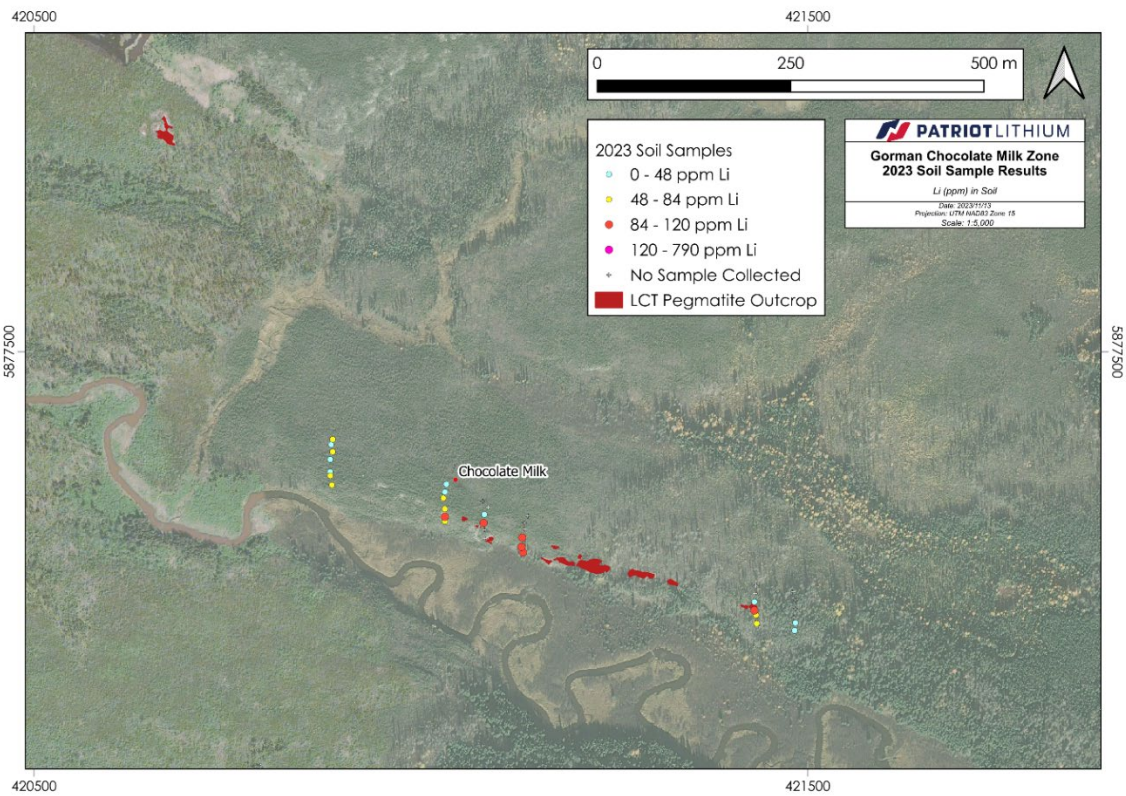 420500
421500
0
250
500 m
PATRIOT LITHIUM
Gorman Chocolate Milk Zone
2023 Soil Sample Results
Li (ppm) in Soil
Date: 2023/11/13
Projection: UTM NAD83 Zone 15
Scale: 1:5,000
2023 Soil Samples
0 - 48 ppm Li
48 - 84 ppm Li
84 - 120 ppm Li
120 - 790 ppm Li
No Sample Collected
LCT Pegmatite Outcrop
5877500
5877500
Chocolate Milk
420500
421500